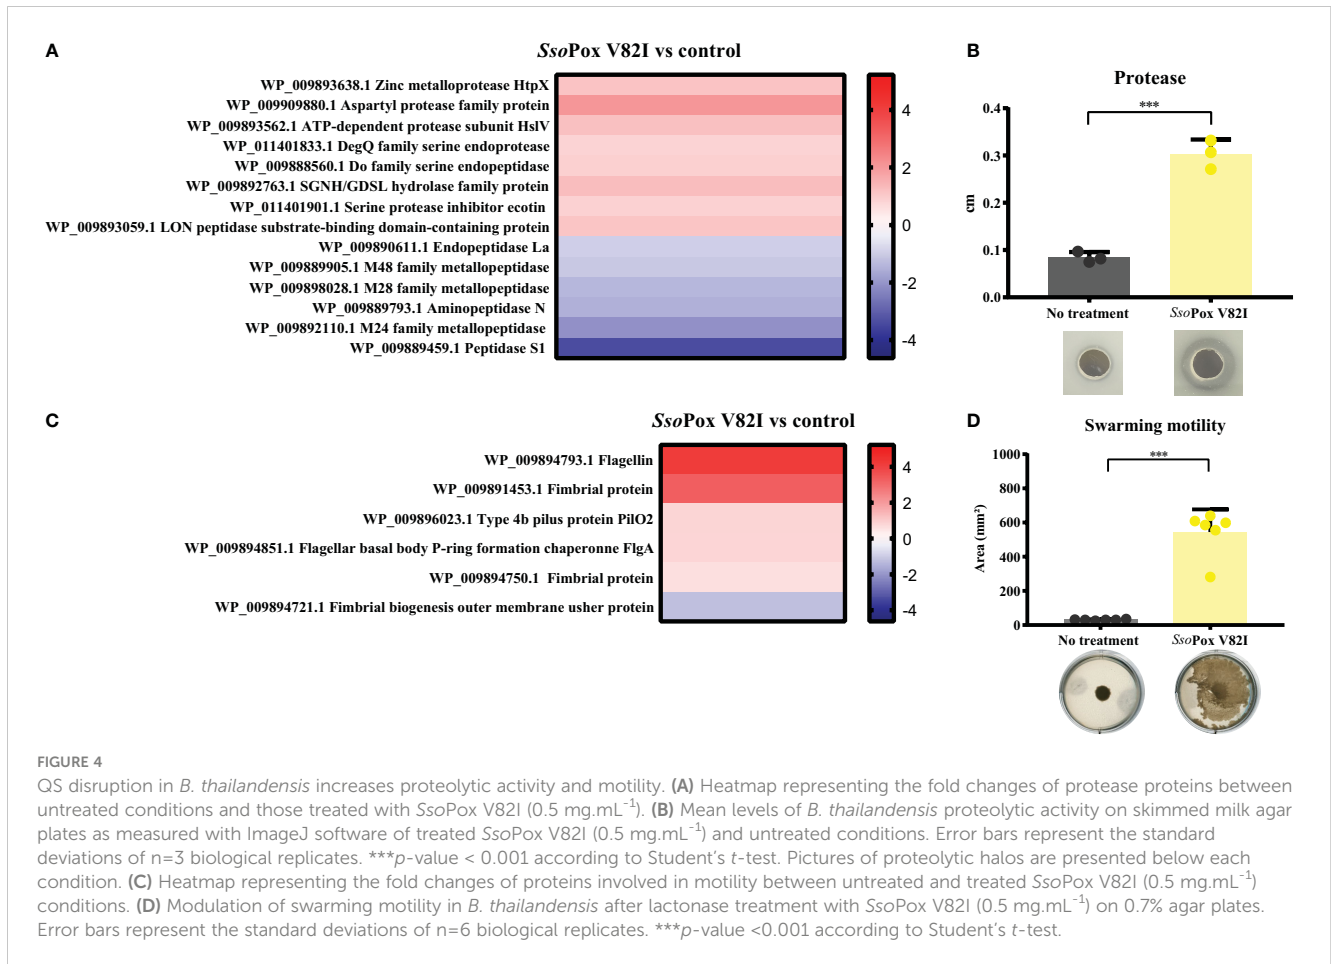 A
SsoPox V82I vs control
WP_009893638.1 Zinc metalloprotease HtpX
WP_009909880.1 Aspartyl protease family protein
WP_009893562.1 ATP-dependent protease subunit HslV
WP_011401833.1 DegQ family serine endoprotease
WP_009888560.1 Do family serine endopeptidase
WP_009892763.1 SGNH/GDSL hydrolase family protein
WP_011401901.1 Serine protease inhibitor ecotin
WP_009893059.1 LON peptidase substrate-binding domain-containing protein
WP_009890611.1 Endopeptidase La
WP_009889905.1 M48 family metallopeptidase
WP_009898028.1 M28 family metallopeptidase
WP_009889793.1 Aminopeptidase N
WP_009892110.1 M24 family metallopeptidase
WP_009889459.1 Peptidase S1
4
2
0
-2
-4
B
Protease
***
cm
0.4
0.3
0.2
0.1
0.0
No treatment
SsoPox V82I
C
SsoPox V82I vs control
WP_009894793.1 Flagellin
WP_009891453.1 Fimbrial protein
WP_009896023.1 Type 4b pilus protein PilO2
WP_009894851.1 Flagellar basal body P-ring formation chaperonne FlgA
WP_009894750.1 Fimbrial protein
WP_009894721.1 Fimbrial biogenesis outer membrane usher protein
4
2
0
-2
-4
D
Swarming motility
***
Area (mm²)
1000
800
600
400
200
0
No treatment
SsoPox V82I
FIGURE 4
QS disruption in B. thailandensis increases proteolytic activity and motility. (A) Heatmap representing the fold changes of protease proteins between
untreated conditions and those treated with SsoPox V82I (0.5 mg.mL⁻¹). (B) Mean levels of B. thailandensis proteolytic activity on skimmed milk agar
plates as measured with ImageJ software of treated SsoPox V82I (0.5 mg.mL⁻¹) and untreated conditions. Error bars represent the standard
deviations of n=3 biological replicates. ***p-value < 0.001 according to Student's t-test. Pictures of proteolytic halos are presented below each
condition. (C) Heatmap representing the fold changes of proteins involved in motility between untreated and treated SsoPox V82I (0.5 mg.mL⁻¹)
conditions. (D) Modulation of swarming motility in B. thailandensis after lactonase treatment with SsoPox V82I (0.5 mg.mL⁻¹) on 0.7% agar plates.
Error bars represent the standard deviations of n=6 biological replicates. ***p-value <0.001 according to Student's t-test.